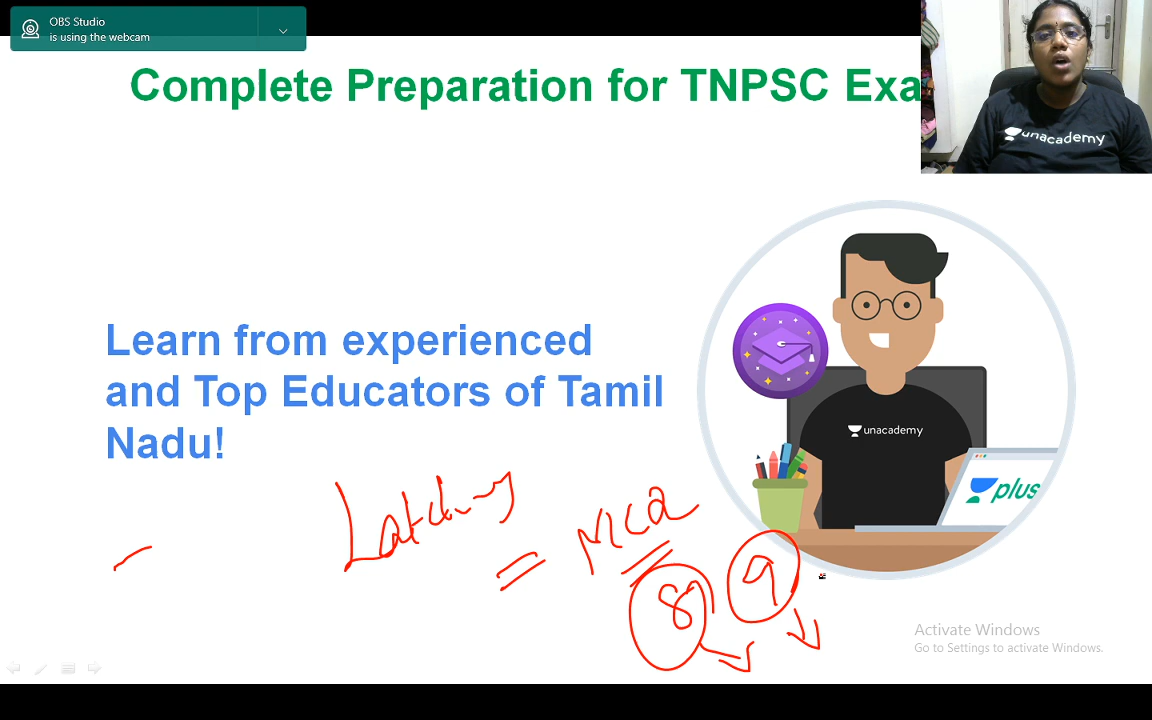 OBS Studio
is using the webcam
Complete Preparation for TNPSC Exa
unacademy
Learn from experienced
and Top Educators of Tamil
Nadu!
unacademy
plus
MCQ
8 9
Activate Windows
Go to Settings to activate Windows.